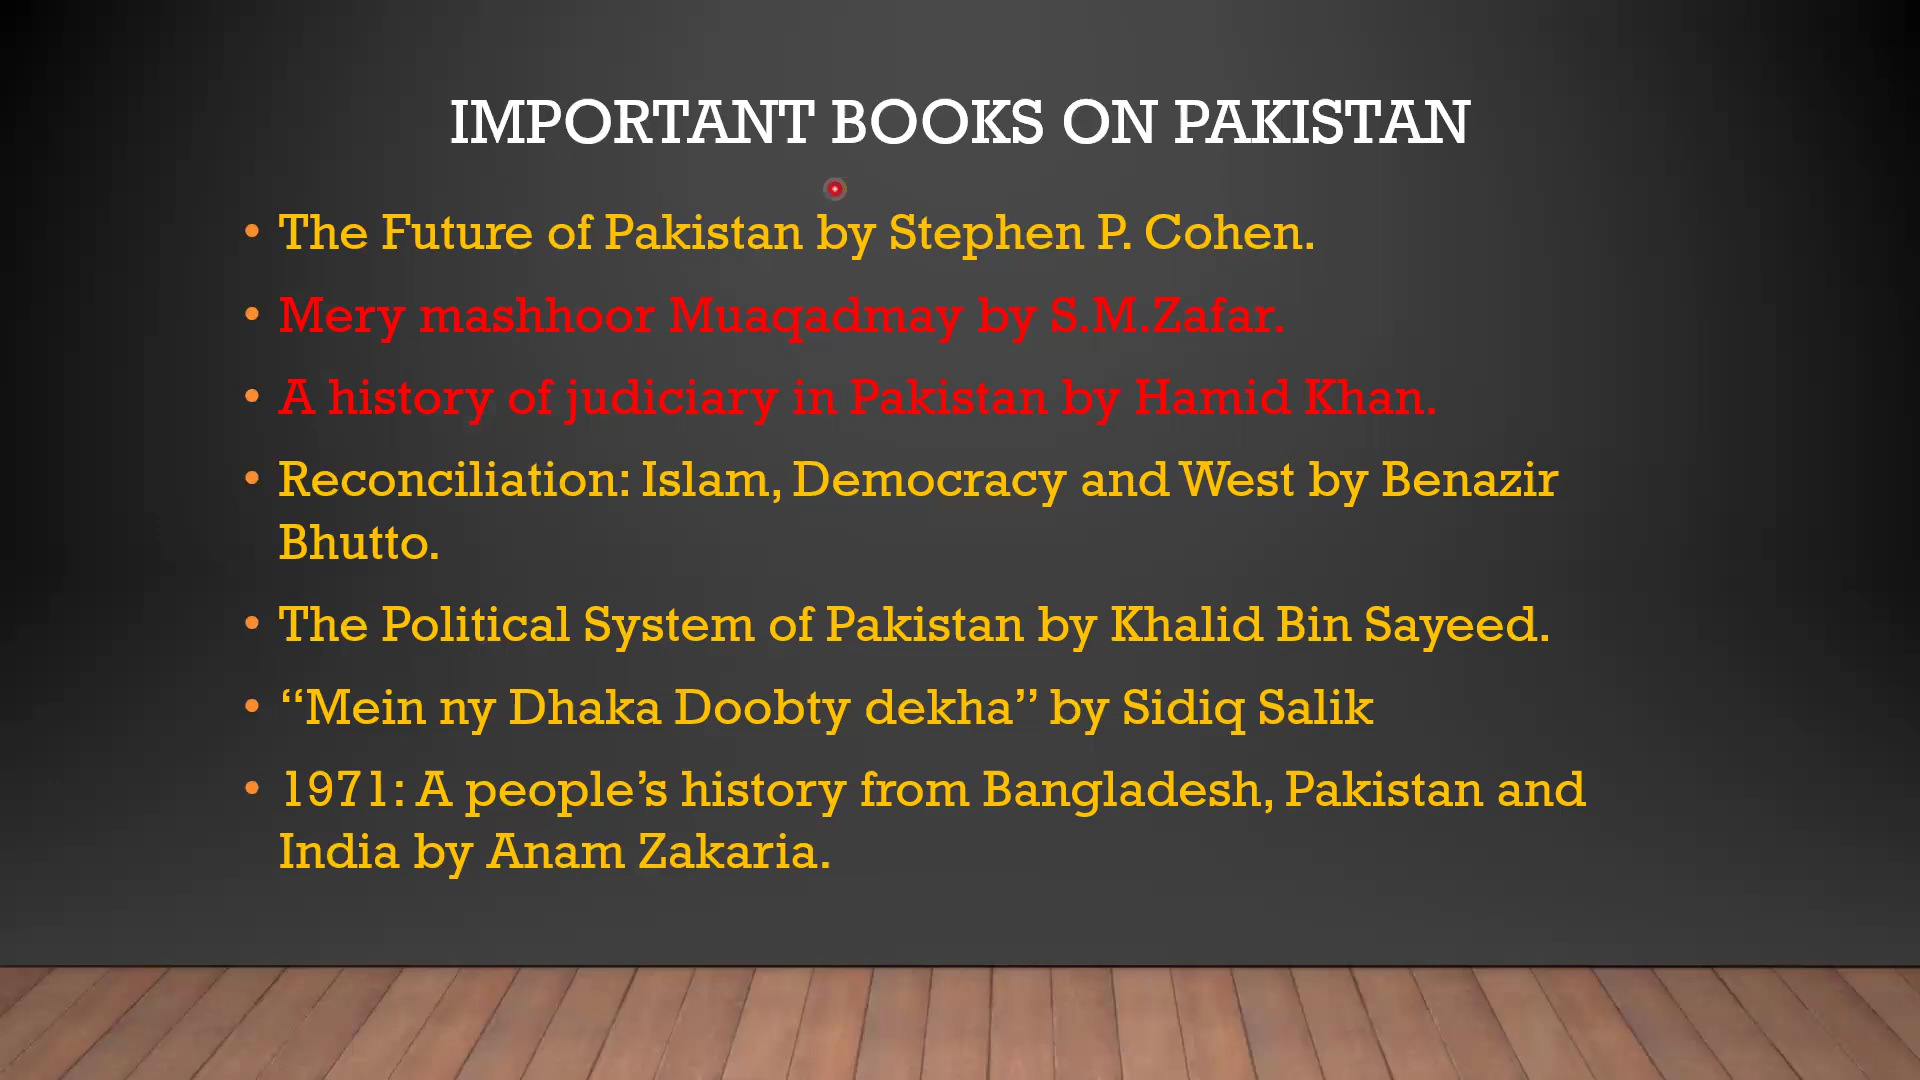 IMPORTANT BOOKS ON PAKISTAN
• The Future of Pakistan by Stephen P. Cohen.
• Mery mashhoor Muaqadmay by S.M.Zafar.
• A history of judiciary in Pakistan by Hamid Khan.
• Reconciliation: Islam, Democracy and West by Benazir
Bhutto.
• The Political System of Pakistan by Khalid Bin Sayeed.
• “Mein ny Dhaka Doobty dekha” by Sidiq Salik
• 1971: A people’s history from Bangladesh, Pakistan and
India by Anam Zakaria.